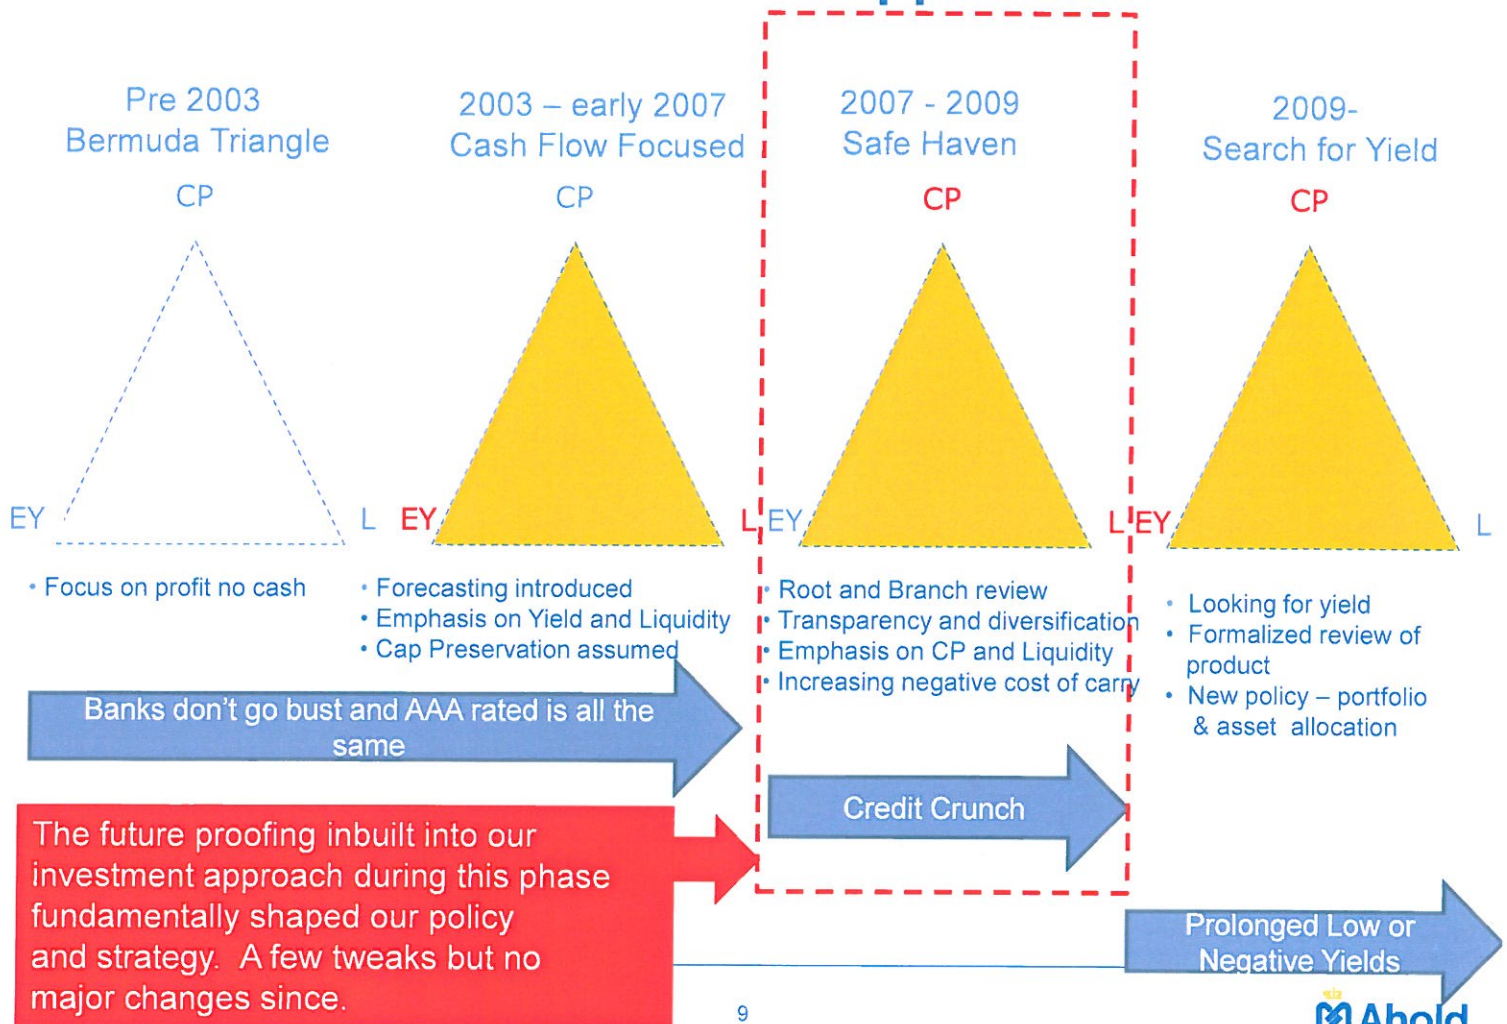 Pre 2003
Bermuda Triangle
CP
EY
L
• Focus on profit no cash
2003 – early 2007
Cash Flow Focused
CP
EY
L
• Forecasting introduced
• Emphasis on Yield and Liquidity
• Cap Preservation assumed
2007 - 2009
Safe Haven
CP
EY
L
• Root and Branch review
• Transparency and diversification
• Emphasis on CP and Liquidity
• Increasing negative cost of carry
2009-
Search for Yield
CP
EY
L
• Looking for yield
• Formalized review of
product
• New policy – portfolio
& asset allocation
Banks don't go bust and AAA rated is all the
same
Credit Crunch
The future proofing inbuilt into our
investment approach during this phase
fundamentally shaped our policy
and strategy. A few tweaks but no
major changes since.
Prolonged Low or
Negative Yields
9
Ahold